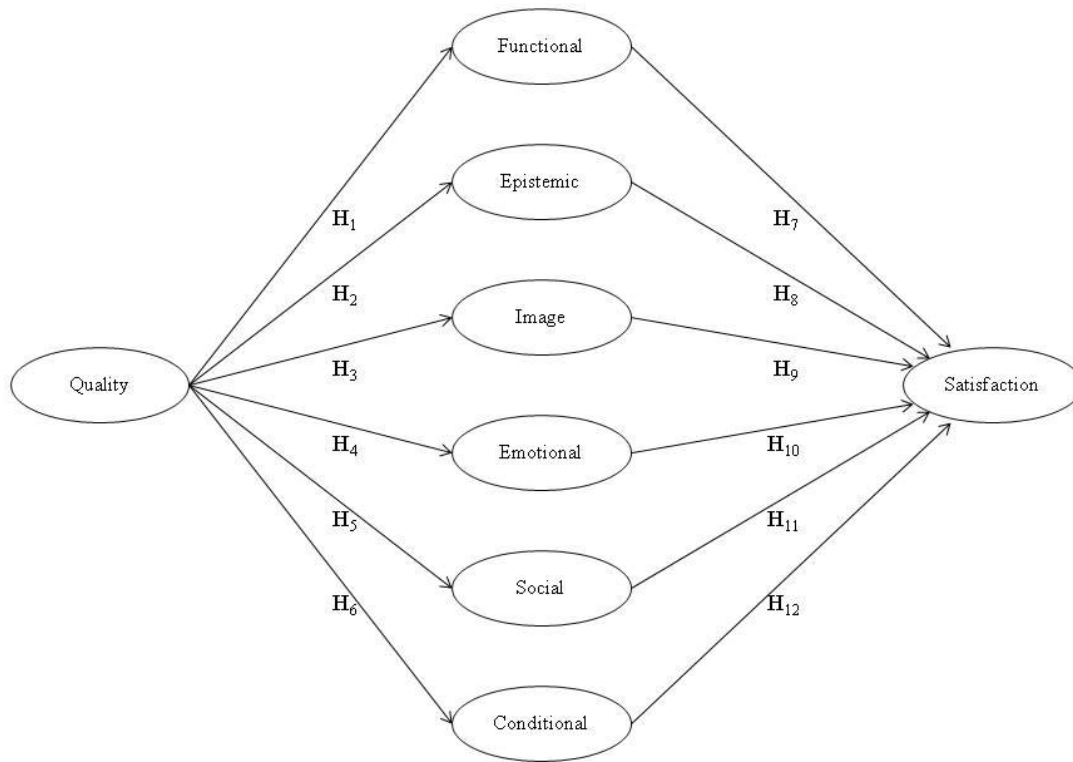 Functional
Epistemic
H1
H7
H2
H8
Image
H3
H9
Quality
Satisfaction
H4
Emotional
H10
H5
H11
Social
H6
H12
Conditional